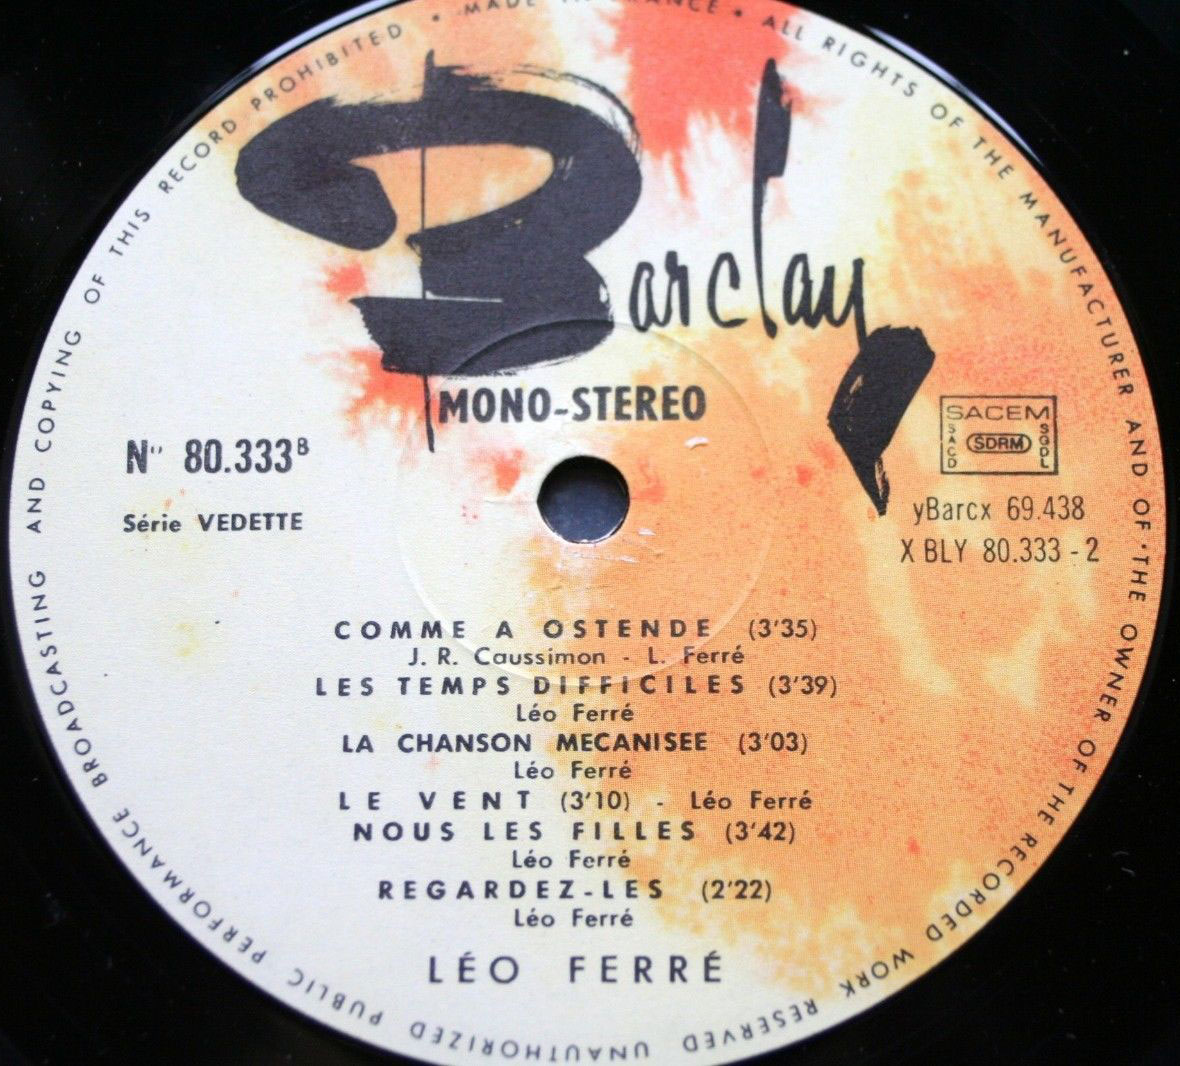 Barclay
MONO-STEREO
N° 80.333B
Série VEDETTE
SACEM
SACD SDRM SGDL
yBarcx 69.438
X BLY 80.333 - 2
COMME A OSTENDE (3'35)
J. R. Caussimon - L. Ferré
LES TEMPS DIFFICILES (3'39)
Léo Ferré
LA CHANSON MECANISEE (3'03)
Léo Ferré
LE VENT (3'10) - Léo Ferré
NOUS LES FILLES (3'42)
Léo Ferré
REGARDEZ-LES (2'22)
Léo Ferré
LÉO FERRÉ
MADE IN FRANCE • ALL RIGHTS OF THE MANUFACTURER AND OF • THE OWNER OF THE RECORDED WORK RESERVED UNAUTHORIZED PUBLIC PERFORMANCE BROADCASTING AND COPYING OF THIS RECORD PROHIBITED •